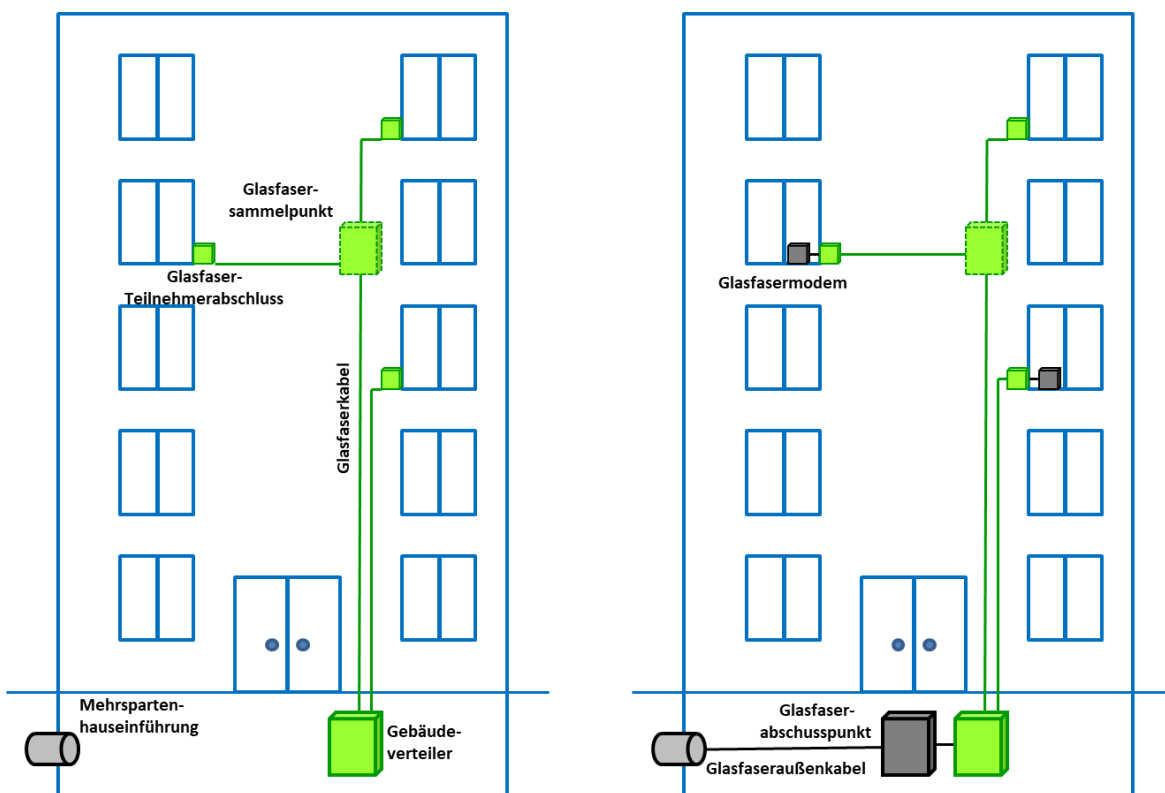 Glasfaser-
sammelpunkt
Glasfaser-
Teilnehmerabschluss
Glasfaserkabel
Mehrsparten-
hauseinführung
Gebäude-
verteiler
Glasfasermodem
Glasfaser-
abschusspunkt
Glasfaseraußenkabel